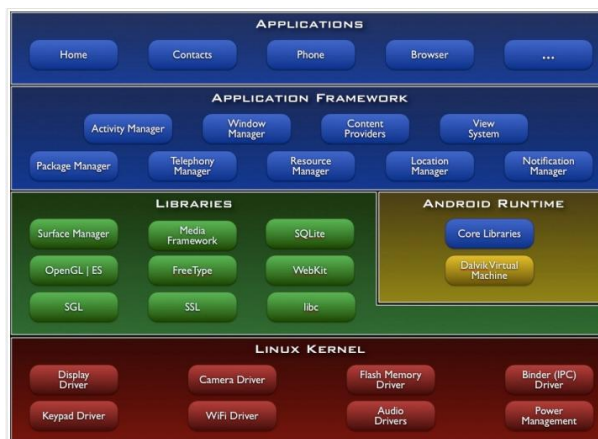 APPLICATIONS
Home
Contacts
Phone
Browser
...
APPLICATION FRAMEWORK
Activity Manager
Window
Manager
Content
Providers
View
System
Package Manager
Telephony
Manager
Resource
Manager
Location
Manager
Notification
Manager
LIBRARIES
Surface Manager
Media
Framework
SQLite
OpenGL | ES
FreeType
WebKit
SGL
SSL
libc
ANDROID RUNTIME
Core Libraries
Dalvik Virtual
Machine
LINUX KERNEL
Display
Driver
Camera Driver
Flash Memory
Driver
Binder (IPC)
Driver
Keypad Driver
WiFi Driver
Audio
Drivers
Power
Management